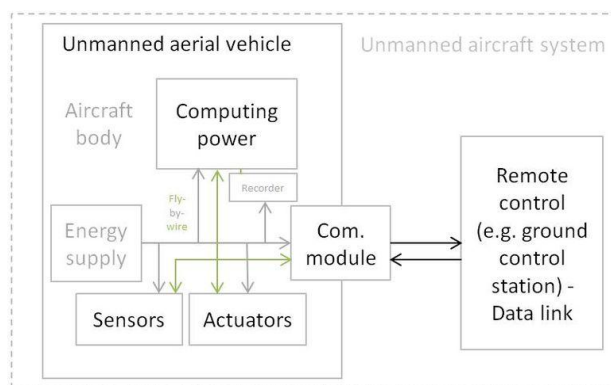 Unmanned aerial vehicle
Unmanned aircraft system
Aircraft
body
Computing
power
Recorder
Fly-
by-
wire
Energy
supply
Com.
module
Sensors
Actuators
Remote
control
(e.g. ground
control
station) -
Data link